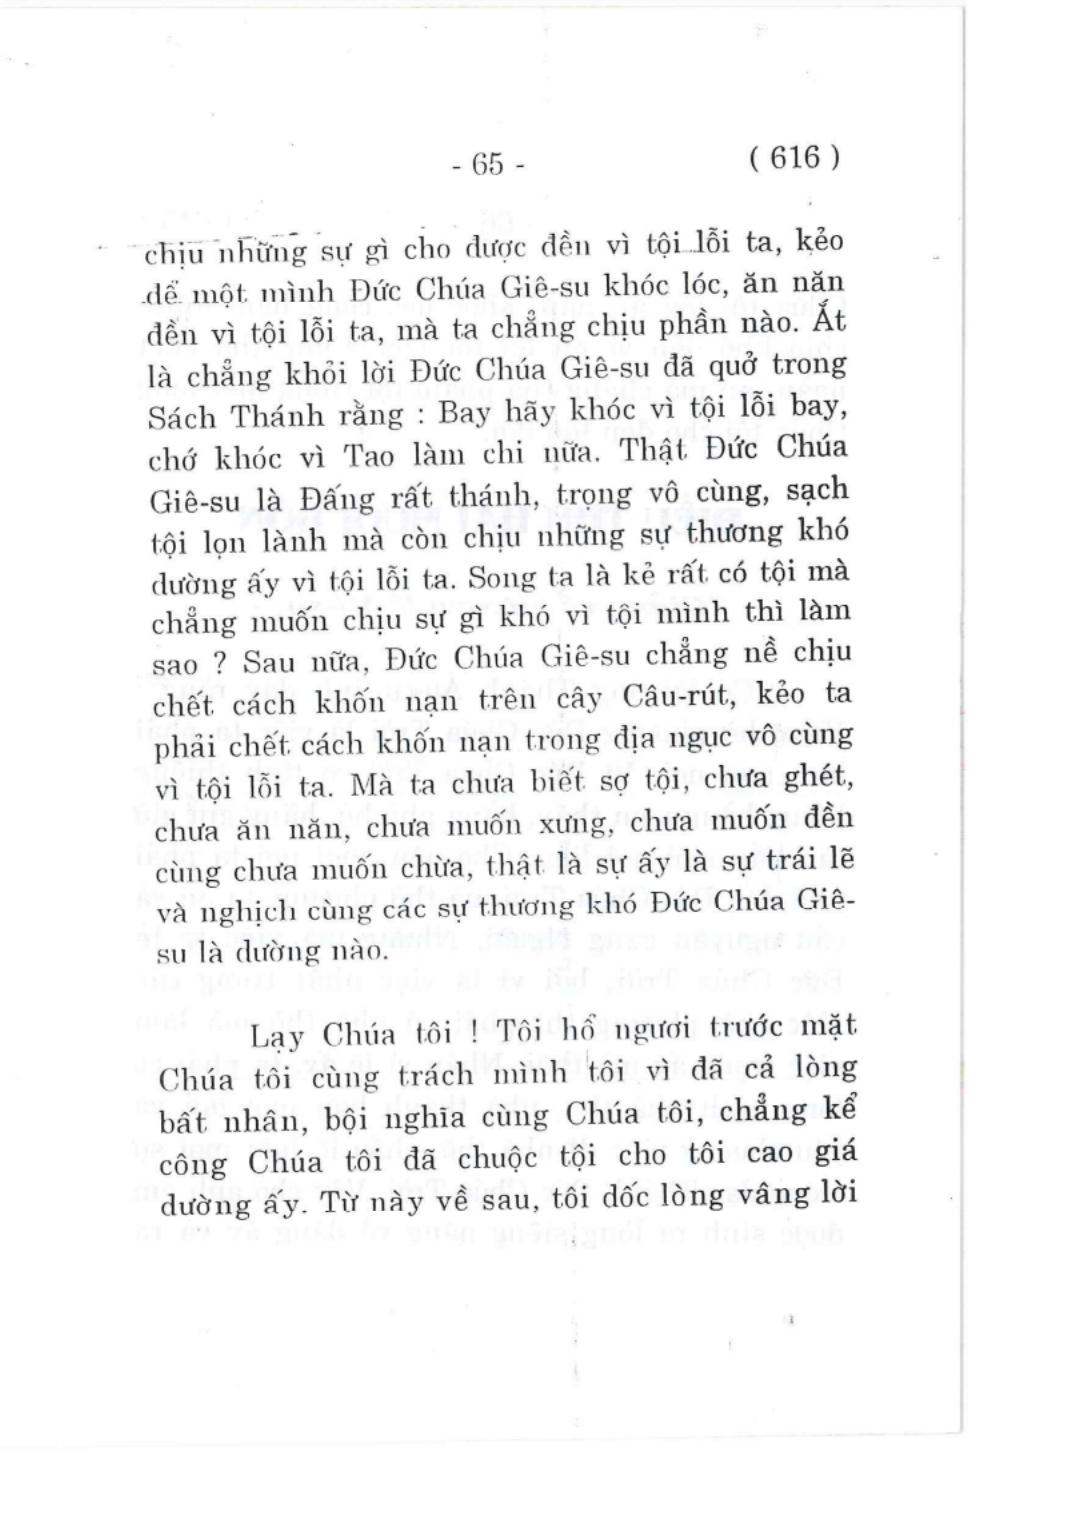 - 65 - ( 616 )
chịu những sự gì cho được đền vì tội lỗi ta, kẻo
để một mình Đức Chúa Giê-su khóc lóc, ăn năn
đền vì tội lỗi ta, mà ta chẳng chịu phần nào. Ắt
là chẳng khỏi lời Đức Chúa Giê-su đã quở trong
Sách Thánh rằng : Bay hãy khóc vì tội lỗi bay,
chớ khóc vì Tao làm chi nữa. Thật Đức Chúa
Giê-su là Đấng rất thánh, trọng vô cùng, sạch
tội lọn lành mà còn chịu những sự thương khó
dường ấy vì tội lỗi ta. Song ta là kẻ rất có tội mà
chẳng muốn chịu sự gì khó vì tội mình thì làm
sao ? Sau nữa, Đức Chúa Giê-su chẳng nề chịu
chết cách khốn nạn trên cây Câu-rút, kẻo ta
phải chết cách khốn nạn trong địa ngục vô cùng
vì tội lỗi ta. Mà ta chưa biết sợ tội, chưa ghét,
chưa ăn năn, chưa muốn xưng, chưa muốn đền
cùng chưa muốn chừa, thật là sự ấy là sự trái lẽ
và nghịch cùng các sự thương khó Đức Chúa Giê-
su là dường nào.
Lạy Chúa tôi ! Tôi hổ ngươi trước mặt
Chúa tôi cùng trách mình tôi vì đã cả lòng
bất nhân, bội nghĩa cùng Chúa tôi, chẳng kể
công Chúa tôi đã chuộc tội cho tôi cao giá
dường ấy. Từ này về sau, tôi dốc lòng vâng lời